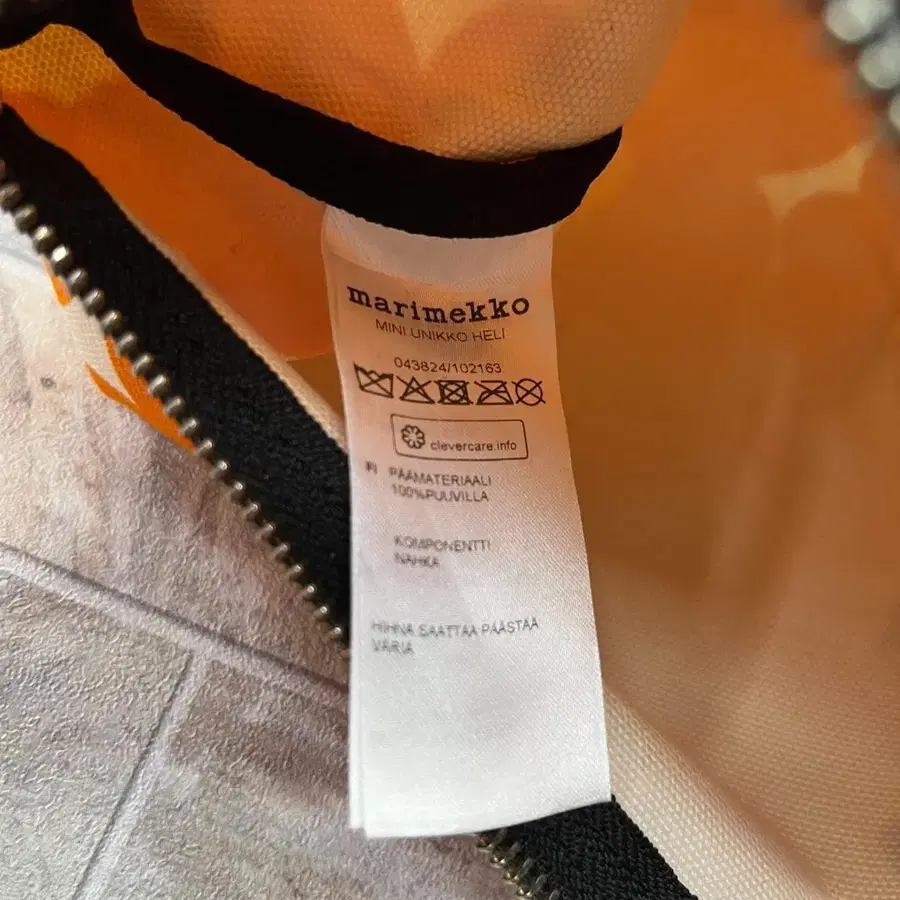 marimekko
MINI UNIKKO HELI
043824/102163
clevercare.info
FI PÄÄMATERIAALI
100%PUUVILLA
KOMPONENTTI
NAHKA
HIHNA SAATTAA PÄÄSTÄÄ
VÄRIÄ